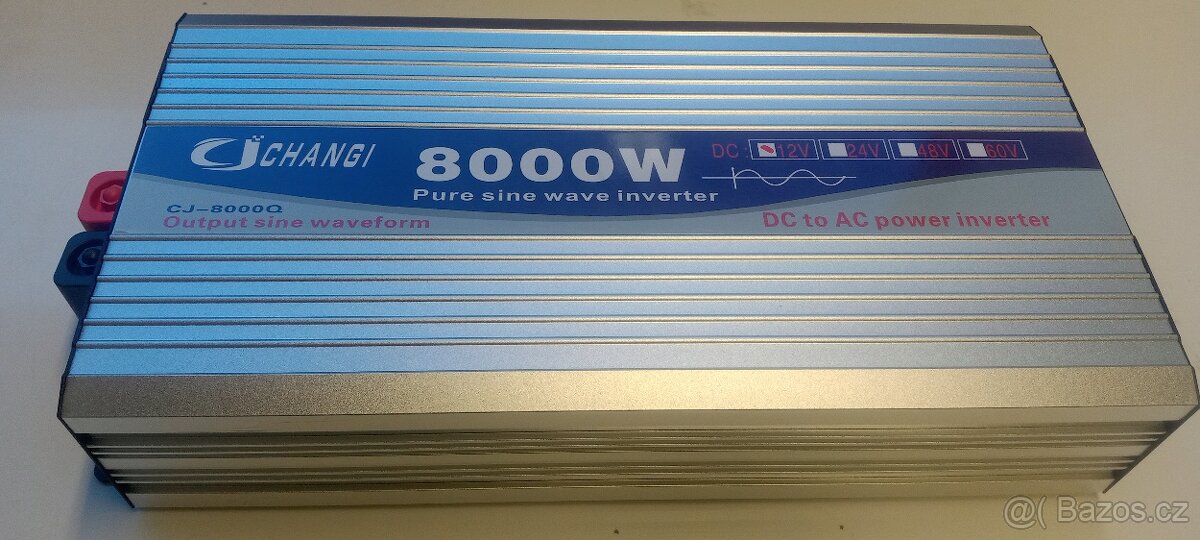 CJ CHANGI
8000W
DC: 12V 24V 48V 60V
Pure sine wave inverter
CJ-8000Q
Output sine waveform
DC to AC power inverter
@( Bazos.cz